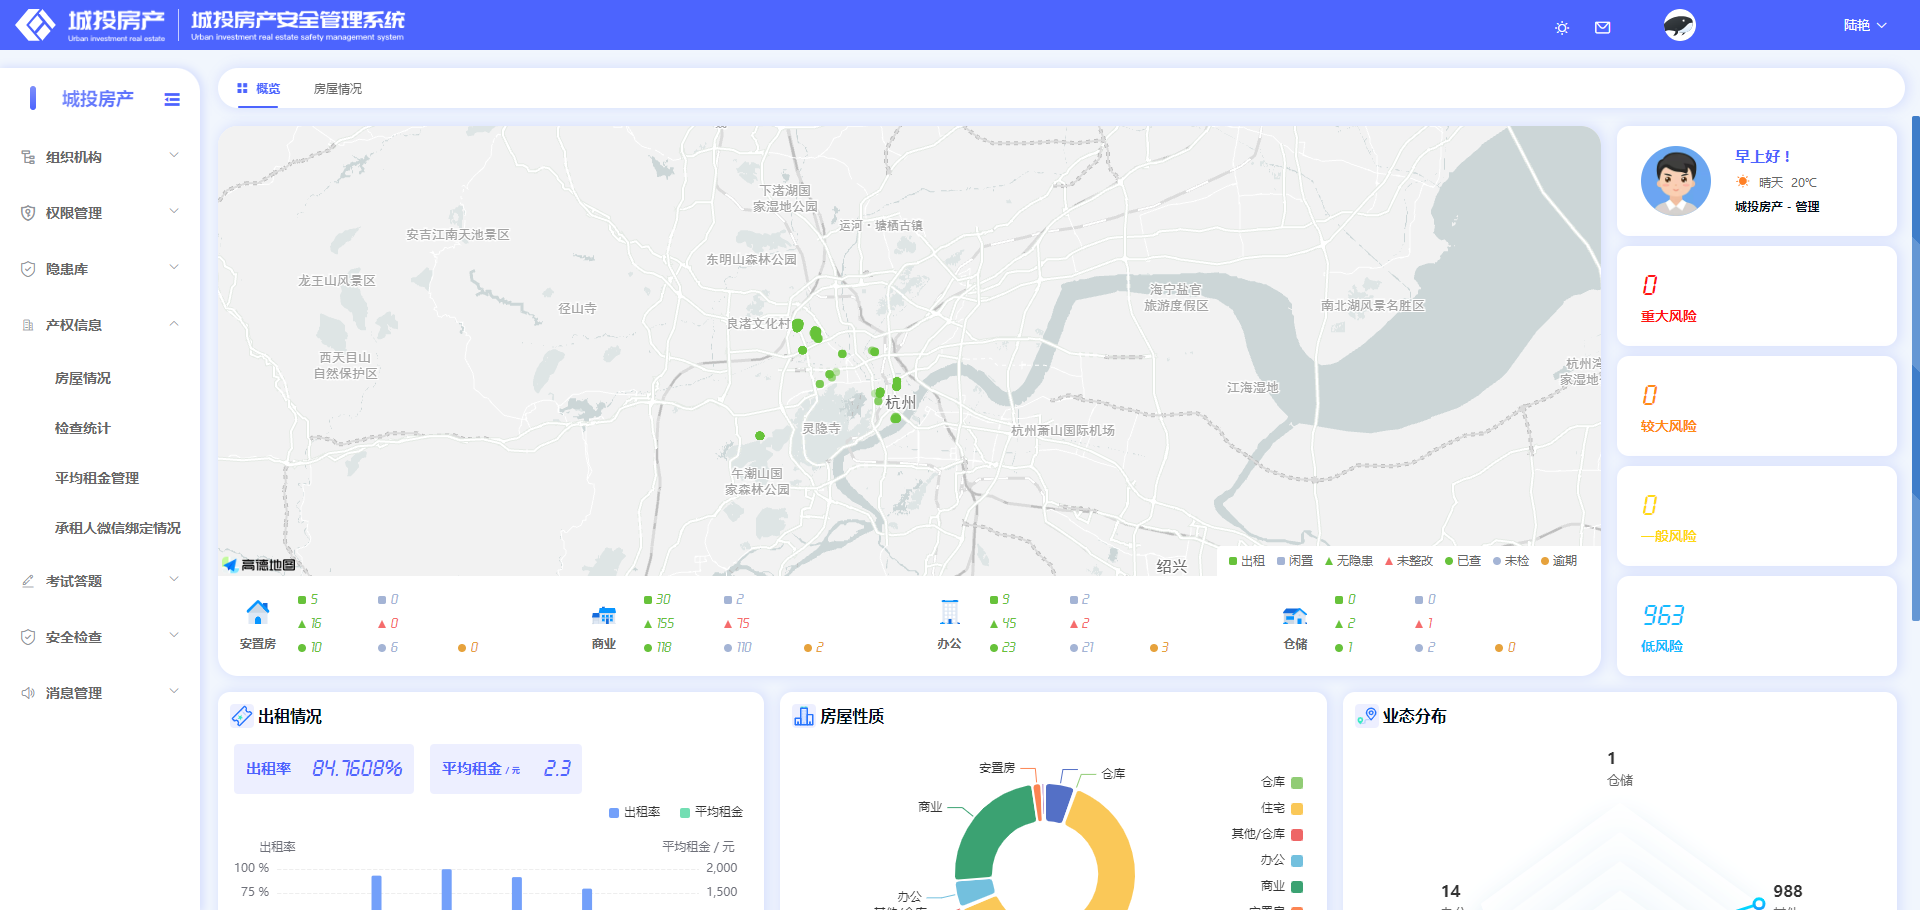 城投房产
Urban investment real estate
城投房产安全管理系统
Urban investment real estate safety management system
陆艳
城投房产
组织机构
权限管理
隐患库
产权信息
房屋情况
检查统计
平均租金管理
承租人微信绑定情况
考试答题
安全检查
消息管理
概览
房屋情况
下渚湖国
家湿地公园
运河·塘栖古镇
安吉江南天池景区
东明山森林公园
龙王山风景区
径山寺
海宁盐官
旅游度假区
南北湖风景名胜区
良渚文化村
西天目山
自然保护区
杭州湾
家湿地
江海湿地
杭州
灵隐寺
杭州萧山国际机场
午潮山国
家森林公园
高德地图
绍兴
出租
闲置
无隐患
未整改
已查
未检
逾期
安置房
5
0
16
0
10
6
0
商业
30
2
155
75
118
110
2
办公
9
2
45
2
23
21
3
仓储
0
0
2
1
1
2
0
早上好！
晴天 20℃
城投房产 - 管理
0
重大风险
0
较大风险
0
一般风险
963
低风险
出租情况
出租率 84.7608%
平均租金 / 元 2.3
出租率
平均租金
出租率
平均租金 / 元
100 %
2,000
75 %
1,500
房屋性质
安置房
仓库
商业
办公
仓库
住宅
其他/仓库
办公
商业
业态分布
1
仓储
14
988